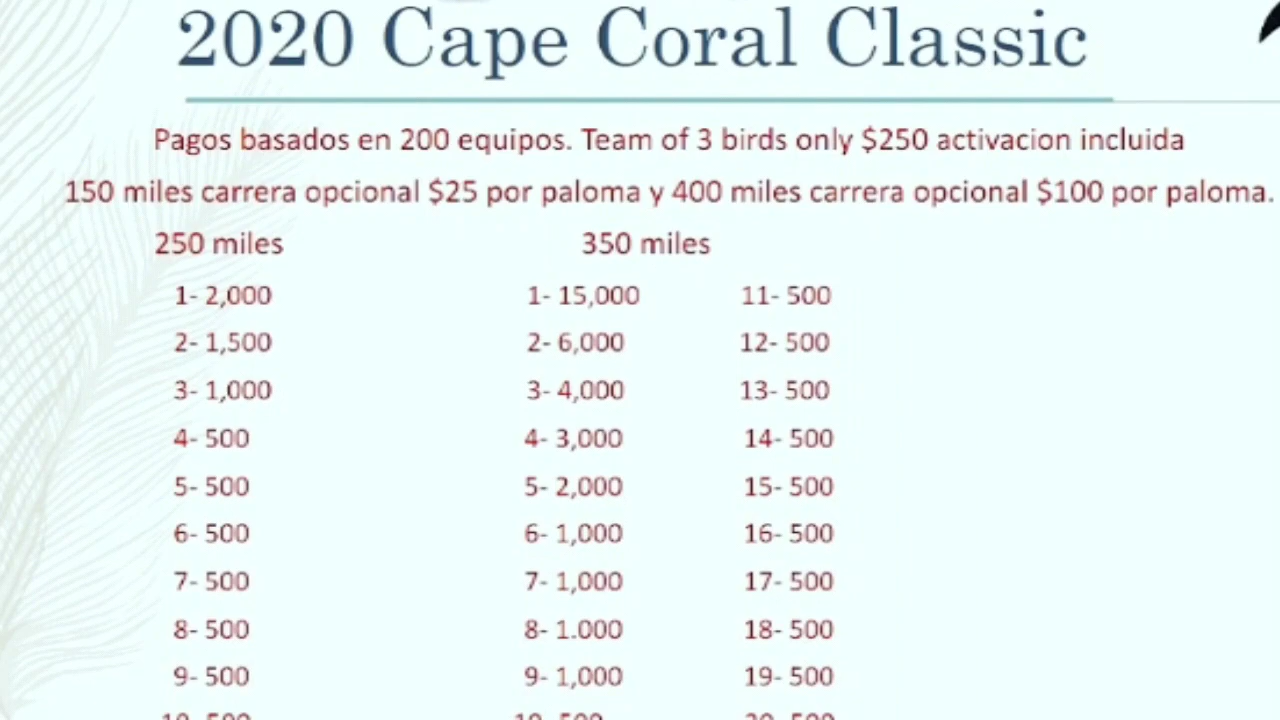 2020 Cape Coral Classic
Pagos basados en 200 equipos. Team of 3 birds only $250 activacion incluida
150 miles carrera opcional $25 por paloma y 400 miles carrera opcional $100 por paloma.
250 miles 350 miles
1- 2,000 1- 15,000 11- 500
2- 1,500 2- 6,000 12- 500
3- 1,000 3- 4,000 13- 500
4- 500 4- 3,000 14- 500
5- 500 5- 2,000 15- 500
6- 500 6- 1,000 16- 500
7- 500 7- 1,000 17- 500
8- 500 8- 1.000 18- 500
9- 500 9- 1,000 19- 500